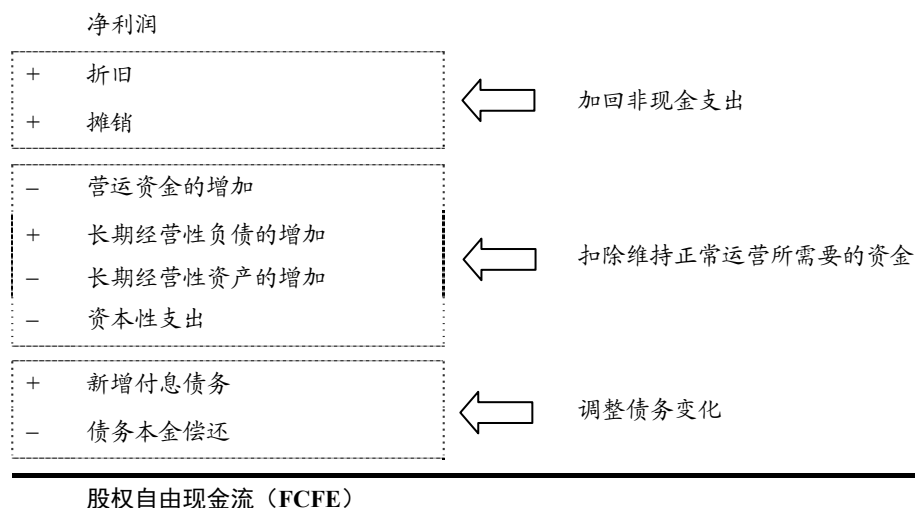 净利润
+ 折旧
+ 摊销
加回非现金支出
– 营运资金的增加
+ 长期经营性负债的增加
– 长期经营性资产的增加
– 资本性支出
扣除维持正常运营所需要的资金
+ 新增付息债务
– 债务本金偿还
调整债务变化
股权自由现金流（FCFE）